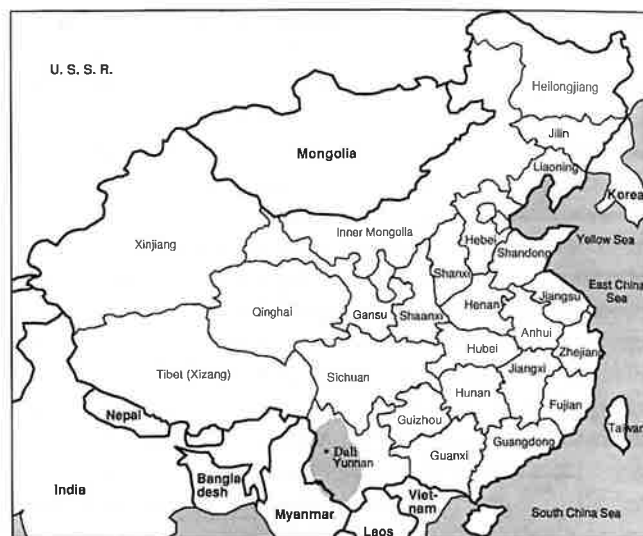 U. S. S. R.
Heilongjiang
Mongolia
Jilin
Liaoning
Korea
Inner Mongolia
Hebei
Yellow Sea
Xinjiang
Shanxi
Shandong
East China
Sea
Qinghai
Gansu
Shaanxi
Henan
Jiangsu
Anhui
Hubei
Zhejiang
Tibet (Xizang)
Sichuan
Jiangxi
Hunan
Nepal
Guizhou
Fujian
Taiwan
Dali
Yunnan
Guanxi
Guangdong
Bangla
desh
India
Viet-
nam
Myanmar
Laos
South China Sea